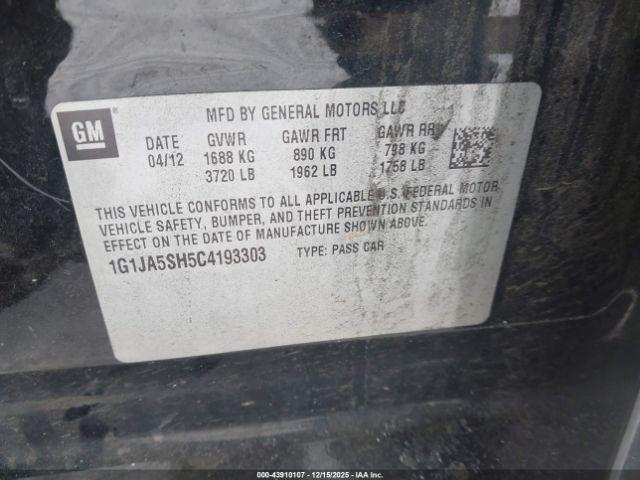 GM
MFD BY GENERAL MOTORS LLC
DATE GVWR GAWR FRT GAWR RR
04/12 1688 KG 890 KG 798 KG
3720 LB 1962 LB 1758 LB
THIS VEHICLE CONFORMS TO ALL APPLICABLE U.S. FEDERAL MOTOR
VEHICLE SAFETY, BUMPER, AND THEFT PREVENTION STANDARDS IN
EFFECT ON THE DATE OF MANUFACTURE SHOWN ABOVE.
1G1JA5SH5C4193303 TYPE: PASS CAR
000-43910107 - 12/15/2025 - IAAI, Inc.